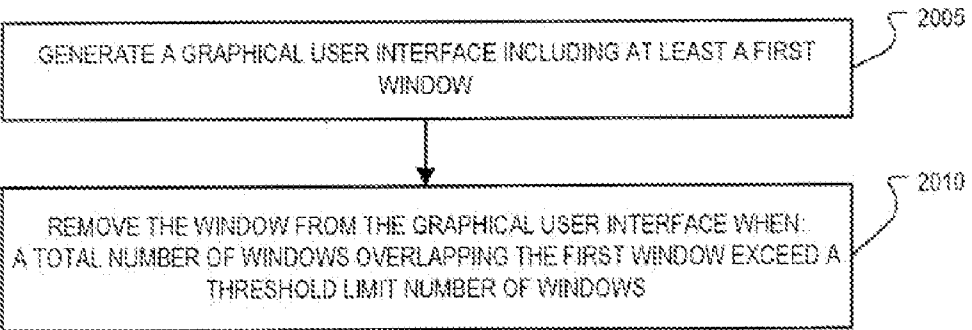 2005
GENERATE A GRAPHICAL USER INTERFACE INCLUDING AT LEAST A FIRST
WINDOW
2010
REMOVE THE WINDOW FROM THE GRAPHICAL USER INTERFACE WHEN:
A TOTAL NUMBER OF WINDOWS OVERLAPPING THE FIRST WINDOW EXCEED A
THRESHOLD LIMIT NUMBER OF WINDOWS